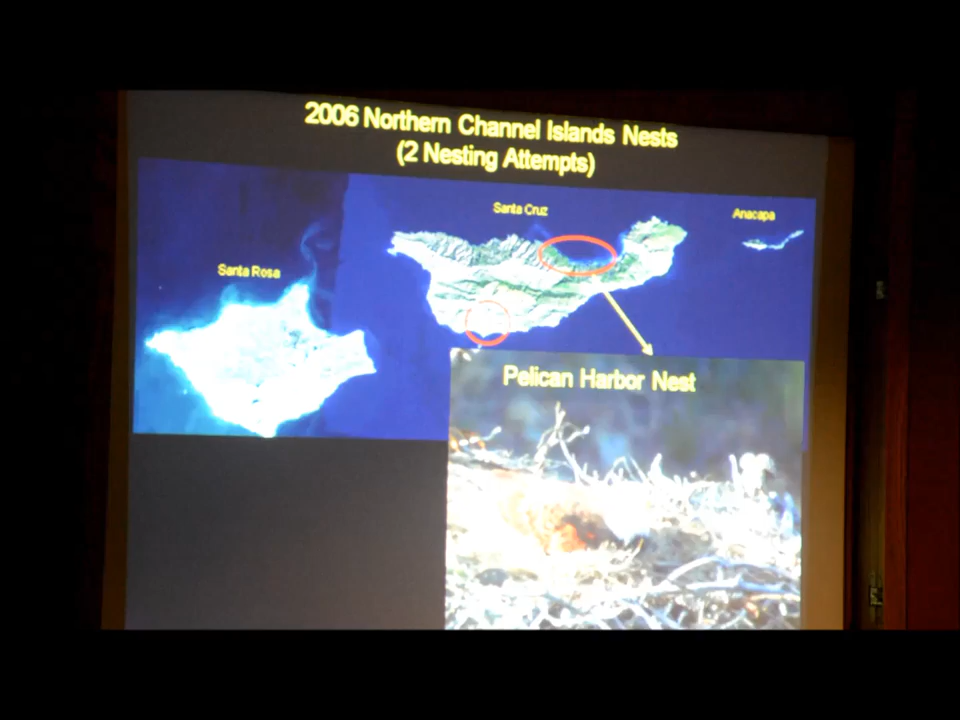 2006 Northern Channel Islands Nests
(2 Nesting Attempts)
Santa Cruz
Anacapa
Santa Rosa
Pelican Harbor Nest